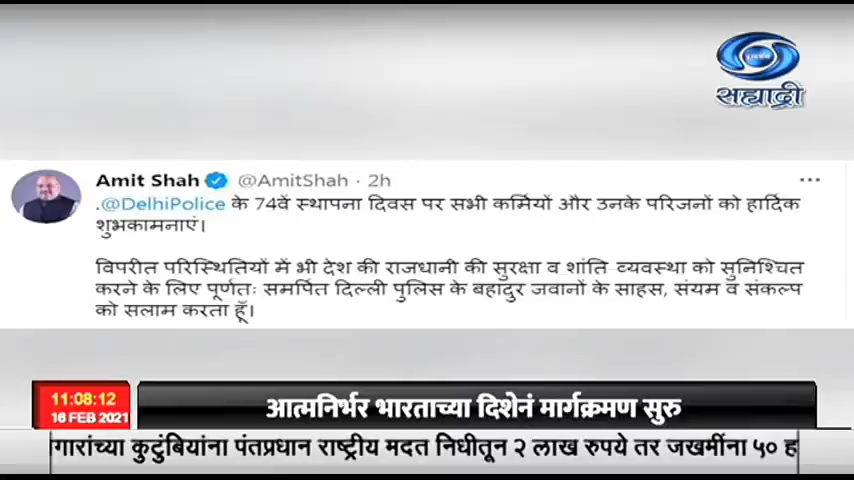 सह्याद्री
Amit Shah @AmitShah · 2h
.@DelhiPolice के 74वें स्थापना दिवस पर सभी कर्मियों और उनके परिजनों को हार्दिक
शुभकामनाएं।
विपरीत परिस्थितियों में भी देश की राजधानी की सुरक्षा व शांति व्यवस्था को सुनिश्चित
करने के लिए पूर्णतः समर्पित दिल्ली पुलिस के बहादुर जवानों के साहस, संयम व संकल्प
को सलाम करता हूँ।
11:08:12
16 FEB 2021
आत्मनिर्भर भारताच्या दिशेनं मार्गक्रमण सुरु
गारांच्या कुटुंबियांना पंतप्रधान राष्ट्रीय मदत निधीतून २ लाख रुपये तर जखमींना ५० ह